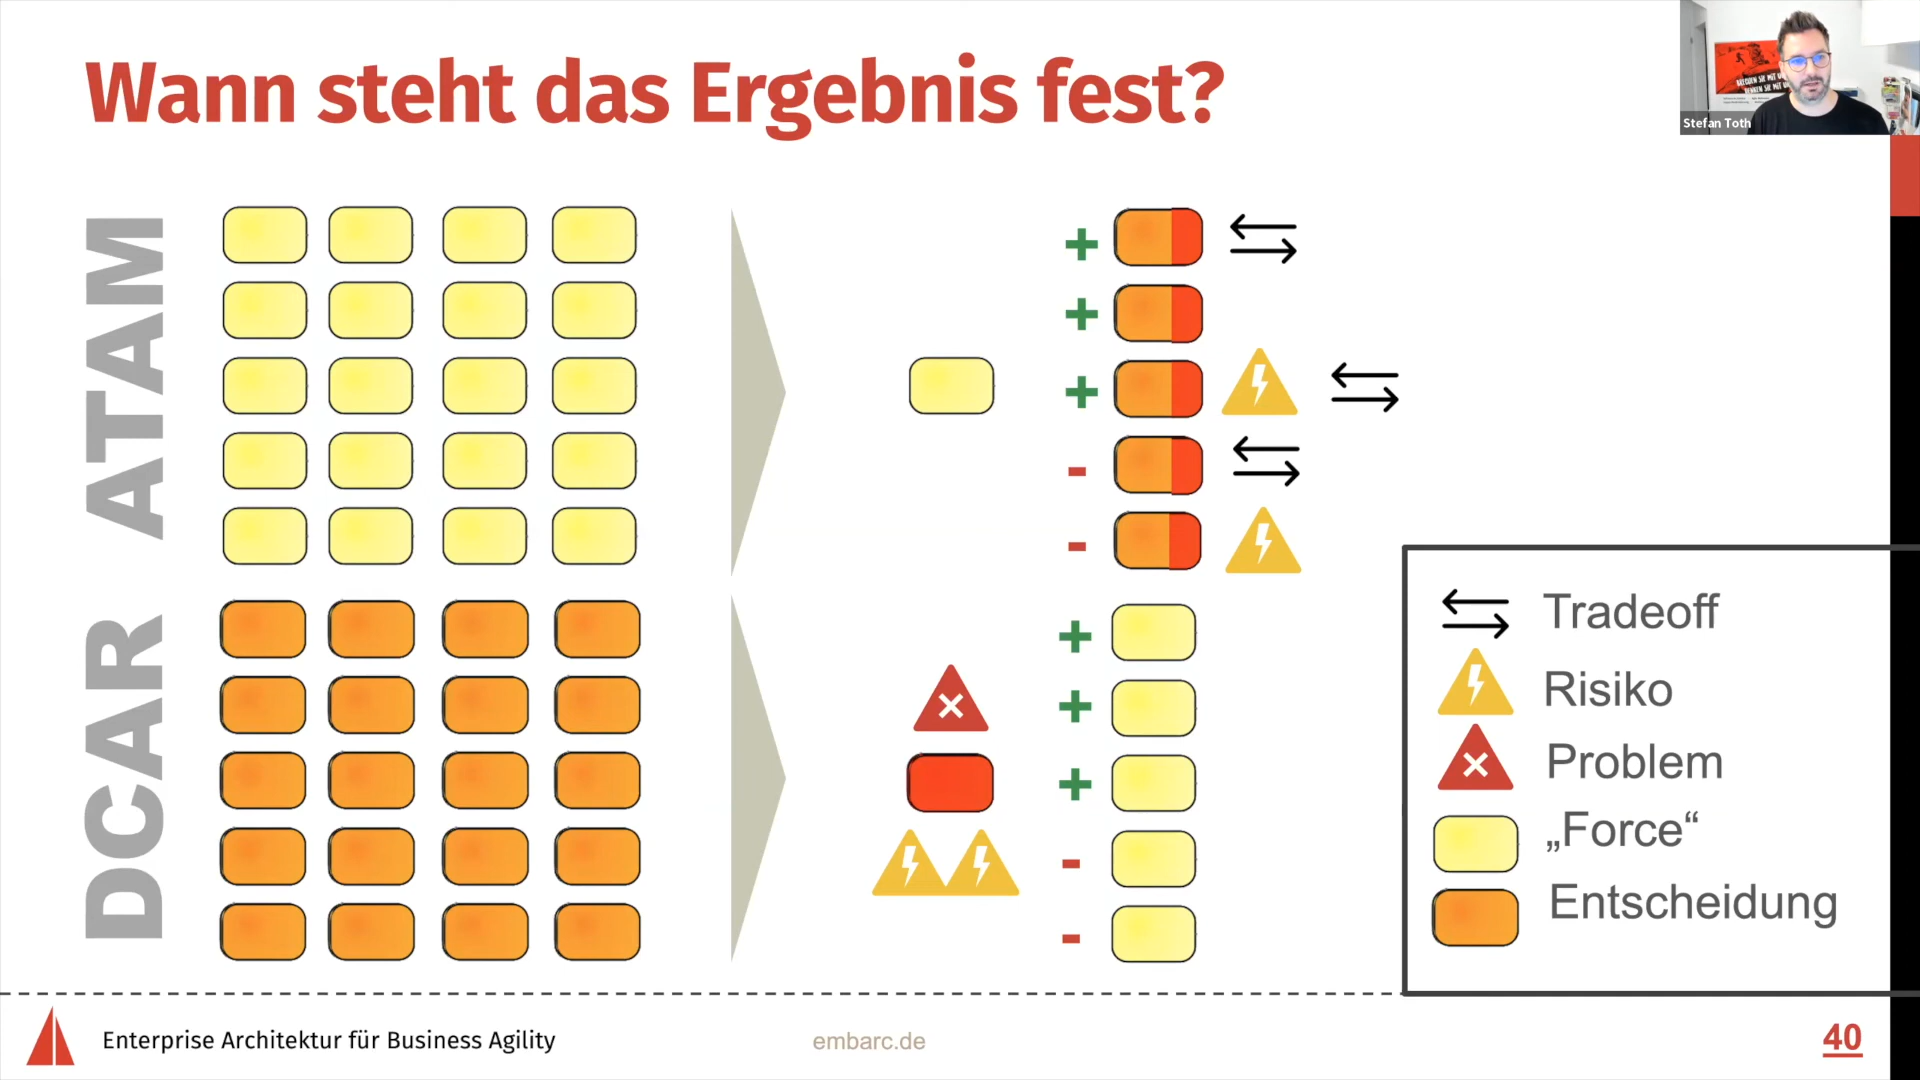 Wann steht das Ergebnis fest?
Stefan Toth
ATAM
DCAR
Tradeoff
Risiko
Problem
„Force“
Entscheidung
Enterprise Architektur für Business Agility
embarc.de
40